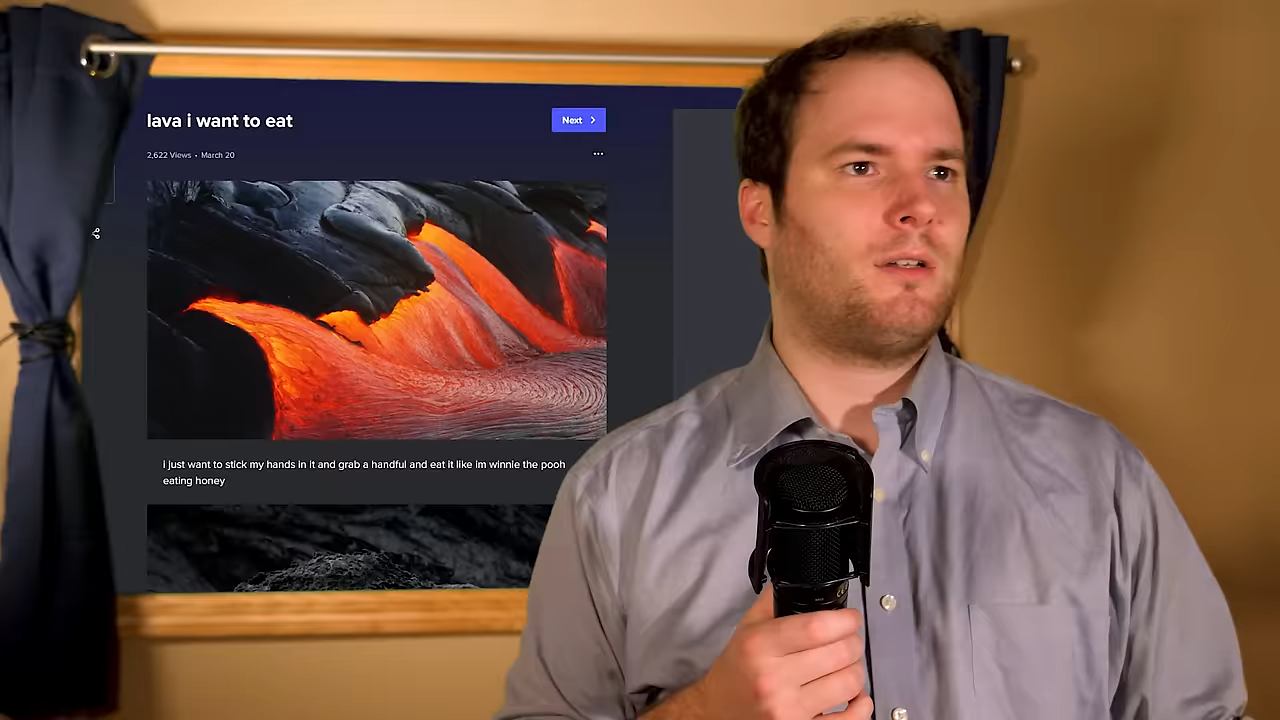 lava i want to eat
Next
2,622 Views • March 20
I just want to stick my hands in it and grab a handful and eat it like im winnie the pooh
eating honey